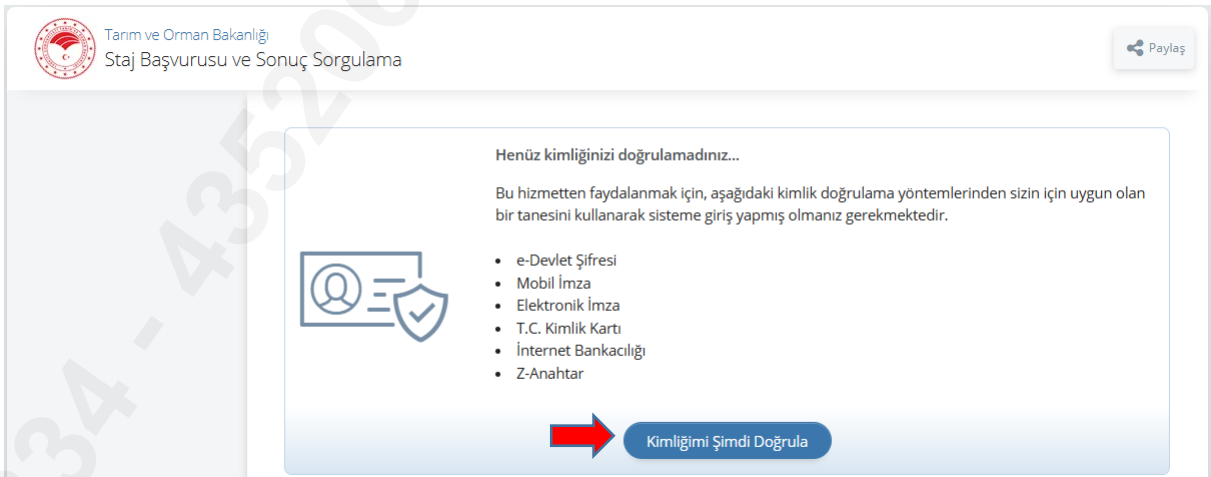 Tarım ve Orman Bakanlığı
Staj Başvurusu ve Sonuç Sorgulama
Paylaş
Henüz kimliğinizi doğrulamadınız...
Bu hizmetten faydalanmak için, aşağıdaki kimlik doğrulama yöntemlerinden sizin için uygun olan
bir tanesini kullanarak sisteme giriş yapmış olmanız gerekmektedir.
• e-Devlet Şifresi
• Mobil İmza
• Elektronik İmza
• T.C. Kimlik Kartı
• İnternet Bankacılığı
• Z-Anahtar
Kimliğimi Şimdi Doğrula